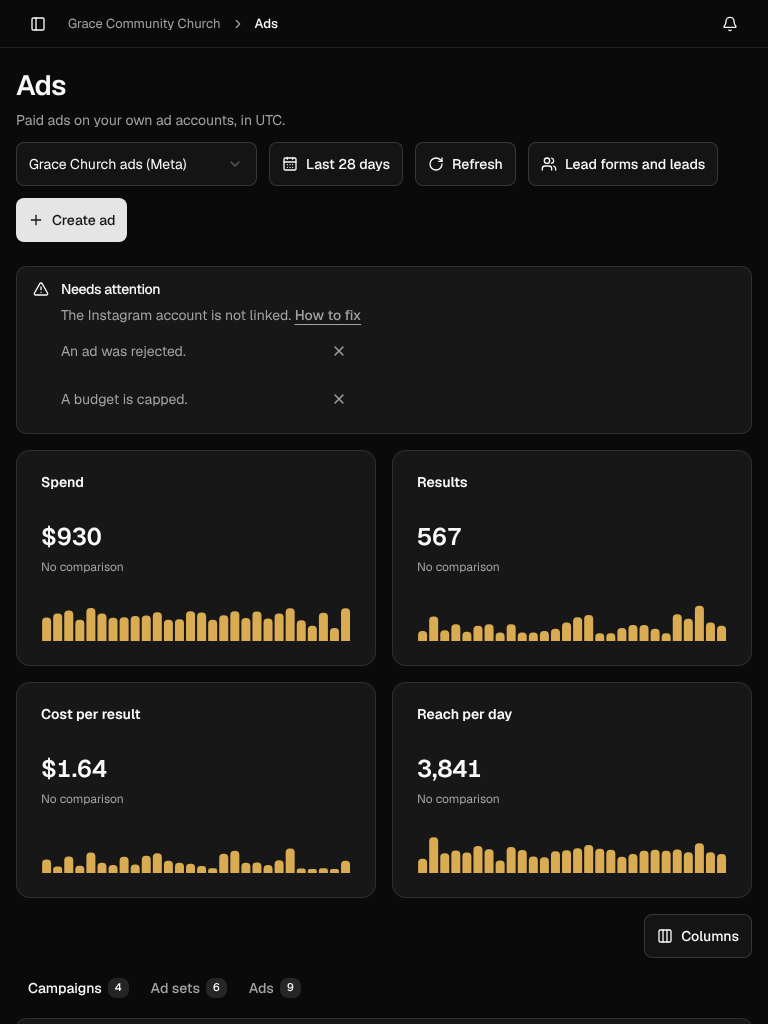 Grace Community Church > Ads
Ads
Paid ads on your own ad accounts, in UTC.
Grace Church ads (Meta)
Last 28 days
Refresh
Lead forms and leads
Create ad
Needs attention
The Instagram account is not linked. How to fix
An ad was rejected.
A budget is capped.
Spend
$930
No comparison
Results
567
No comparison
Cost per result
$1.64
No comparison
Reach per day
3,841
No comparison
Columns
Campaigns 4
Ad sets 6
Ads 9